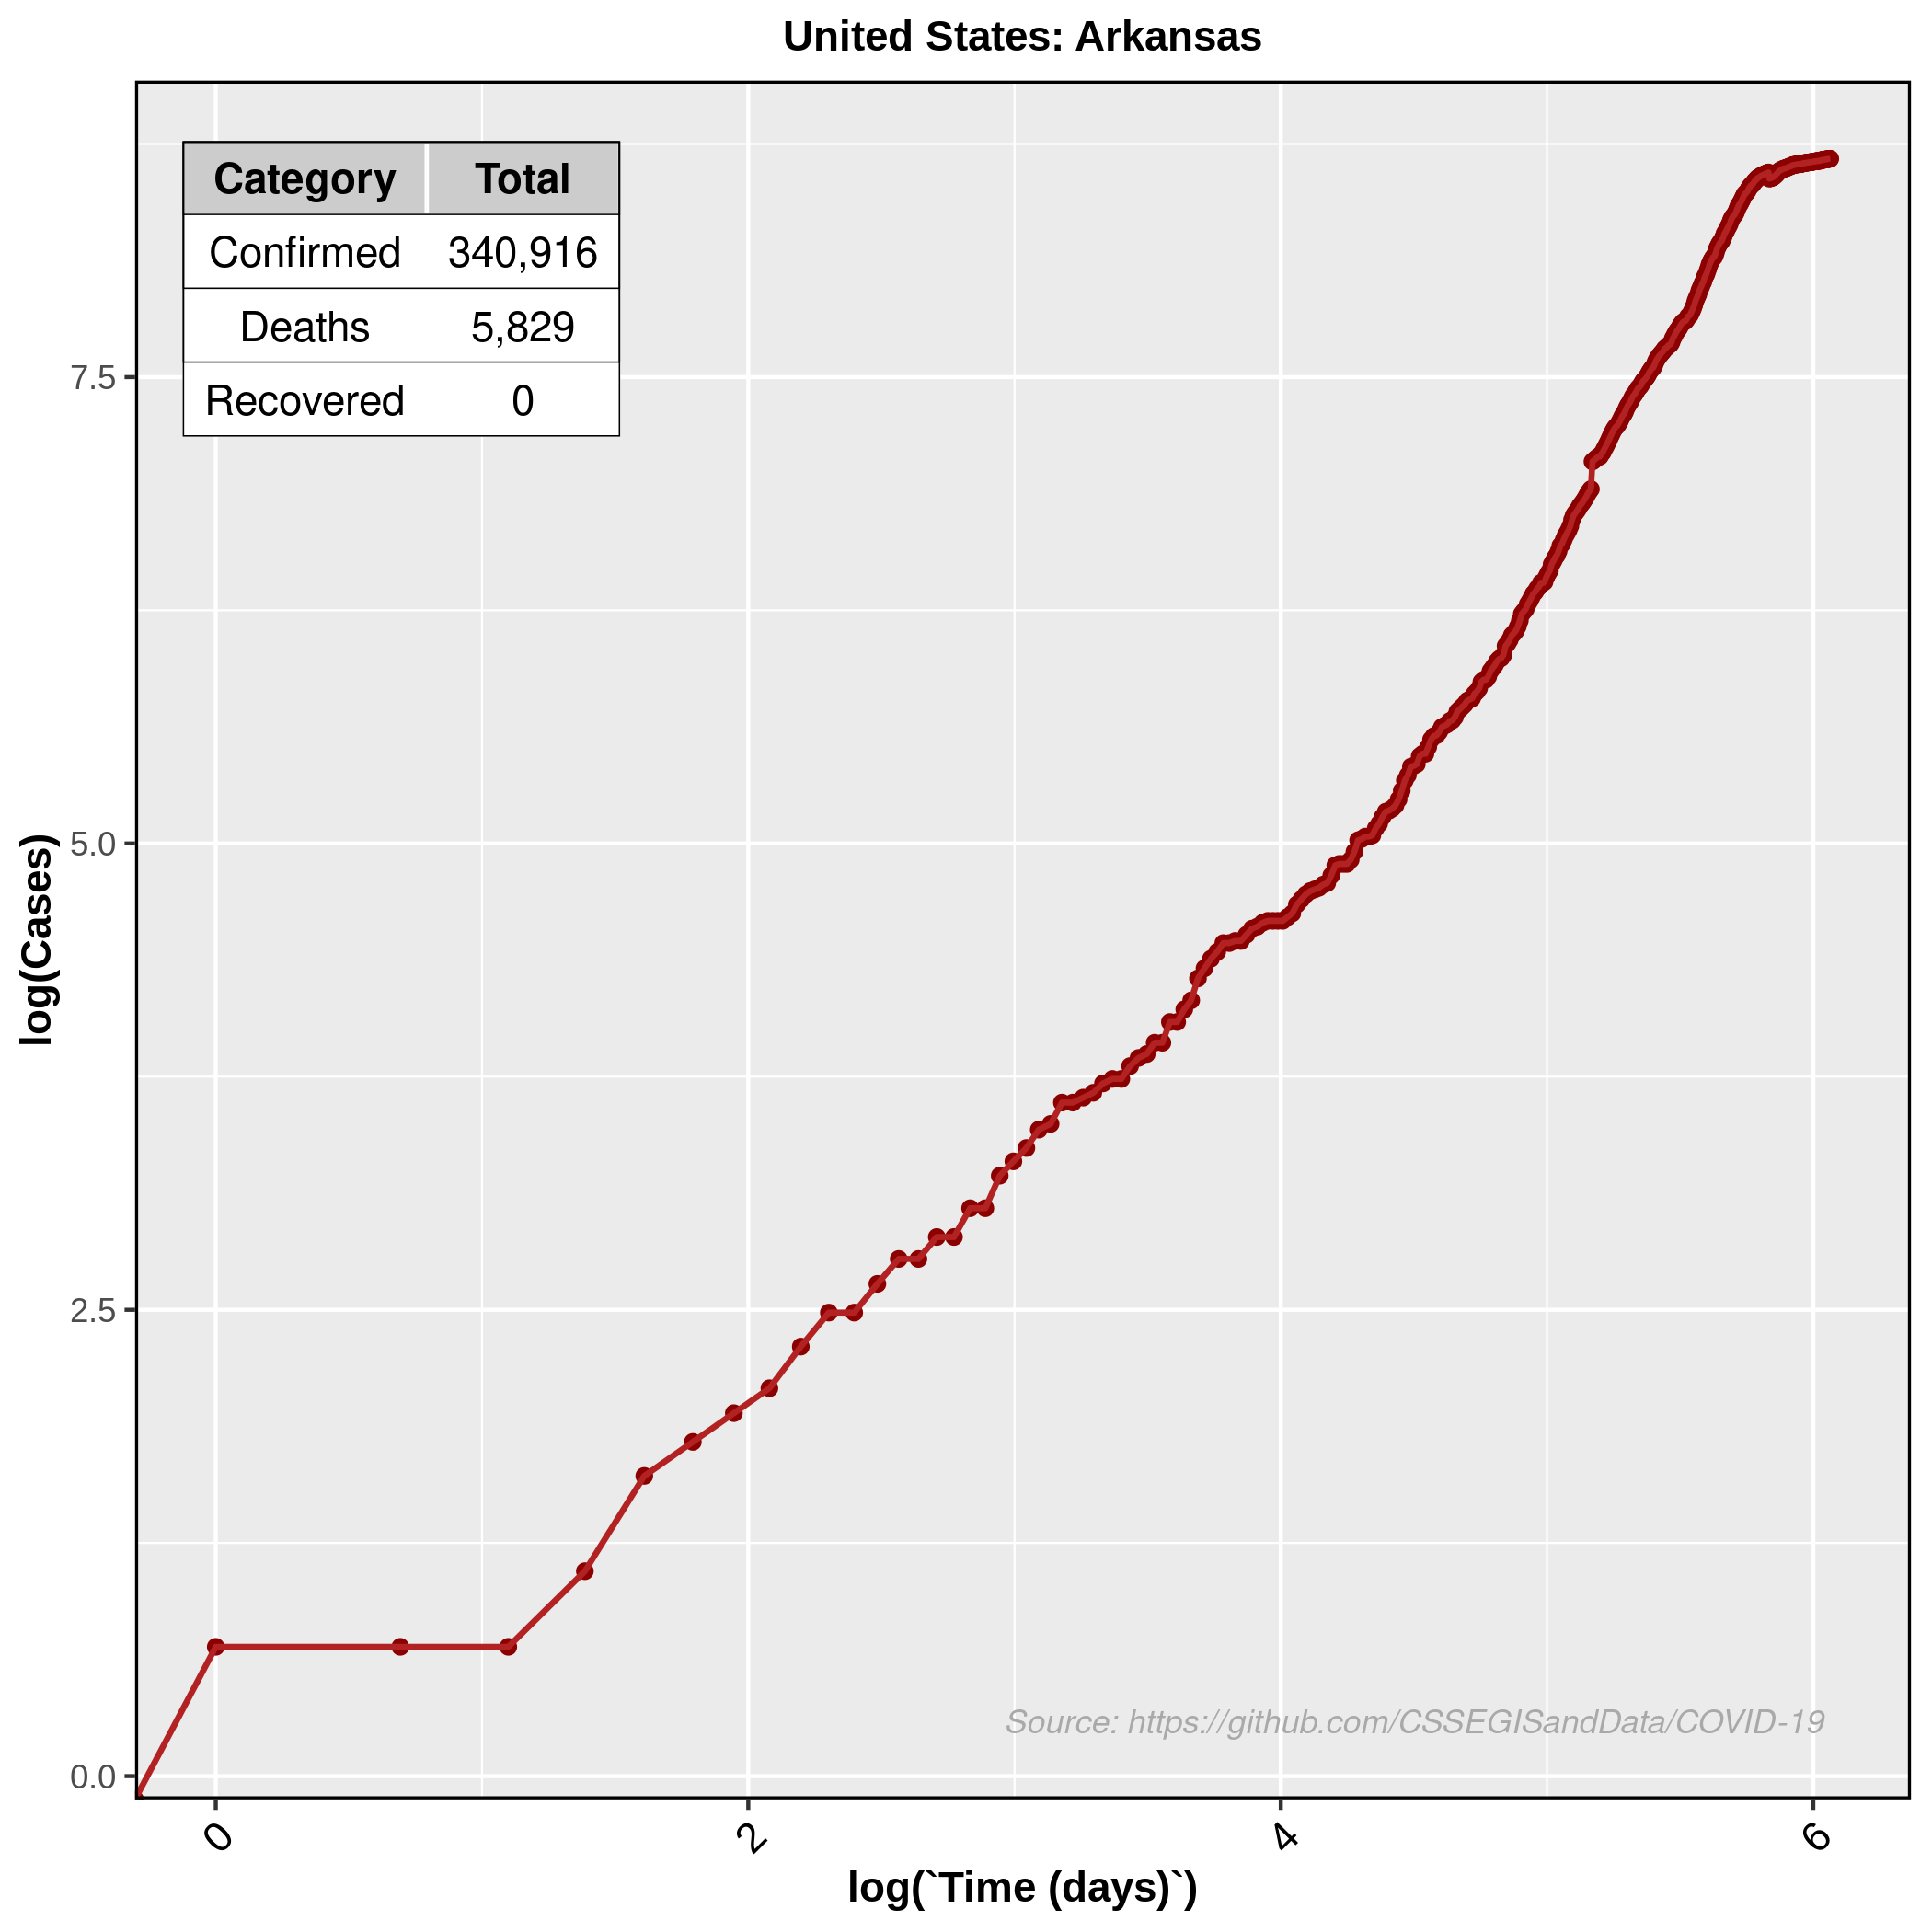 United States: Arkansas
Category Total
Confirmed 340,916
Deaths 5,829
Recovered 0
7.5
5.0
2.5
0.0
log(Cases)
Source: https://github.com/CSSEGISandData/COVID-19
0 2 4 6
log(`Time (days)`)